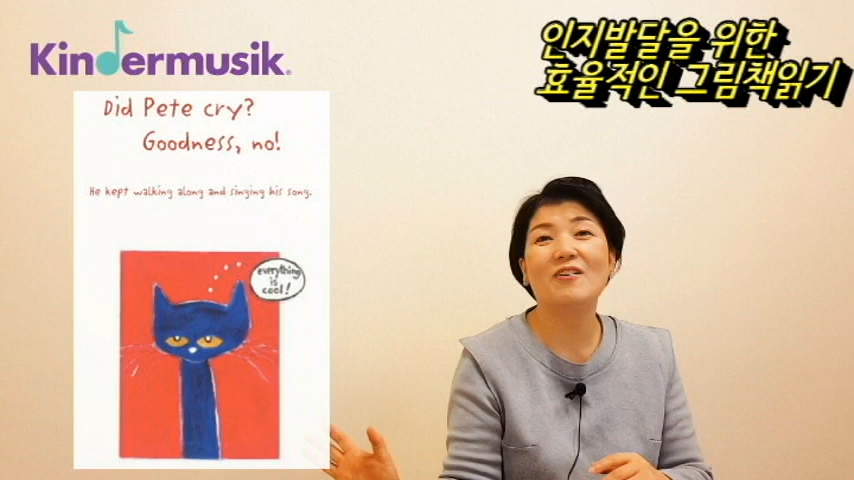 Kindermusik®
인지발달을 위한
효율적인 그림책읽기
Did Pete cry?
Goodness, no!
He kept walking along and singing his song.
everything
is
cool!